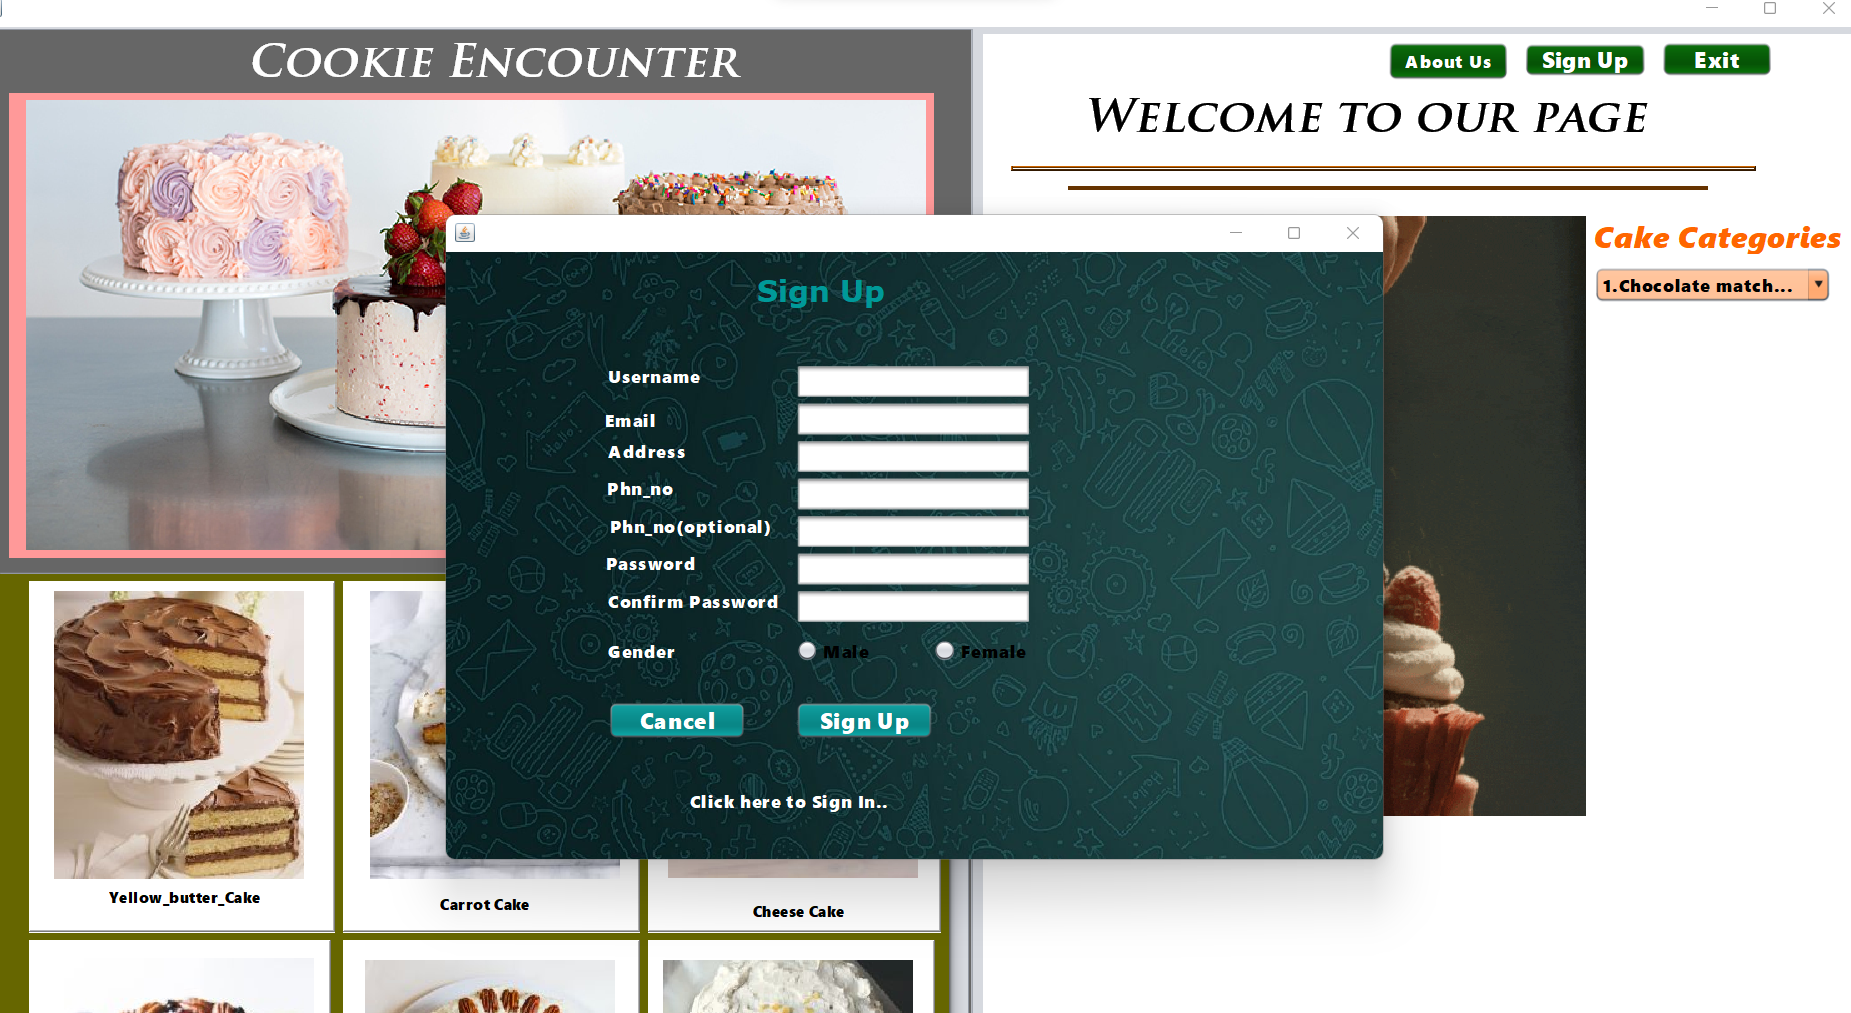 Cookie Encounter
About Us
Sign Up
Exit
Welcome to our page
Cake Categories
1.Chocolate match...
Sign Up
Username
Email
Address
Phn_no
Phn_no(optional)
Password
Confirm Password
Gender
Male
Female
Cancel
Sign Up
Click here to Sign In..
Yellow_butter_Cake
Carrot Cake
Cheese Cake